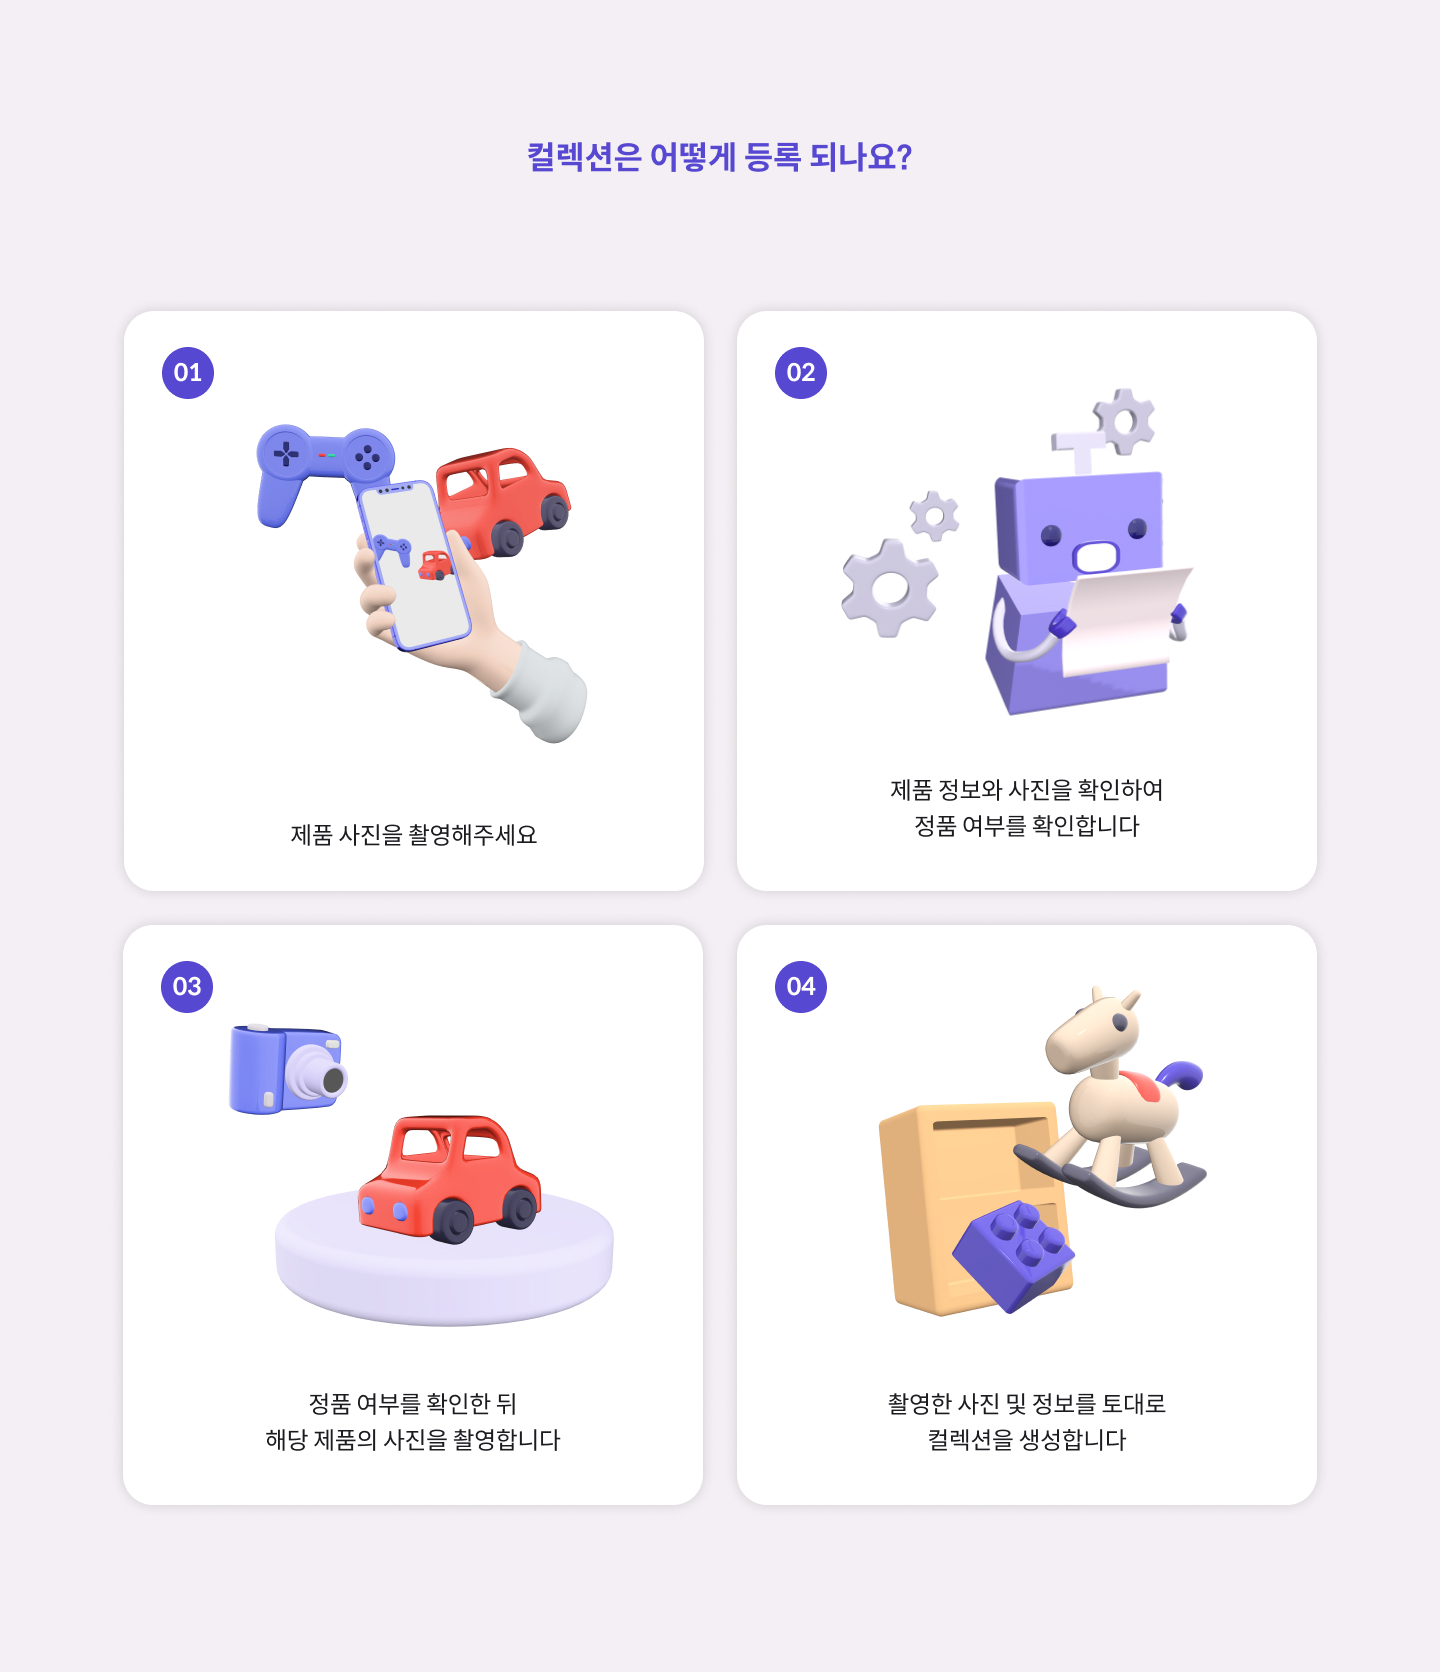 컬렉션은 어떻게 등록 되나요?
01
제품 사진을 촬영해주세요
02
제품 정보와 사진을 확인하여
정품 여부를 확인합니다
03
정품 여부를 확인한 뒤
해당 제품의 사진을 촬영합니다
04
촬영한 사진 및 정보를 토대로
컬렉션을 생성합니다